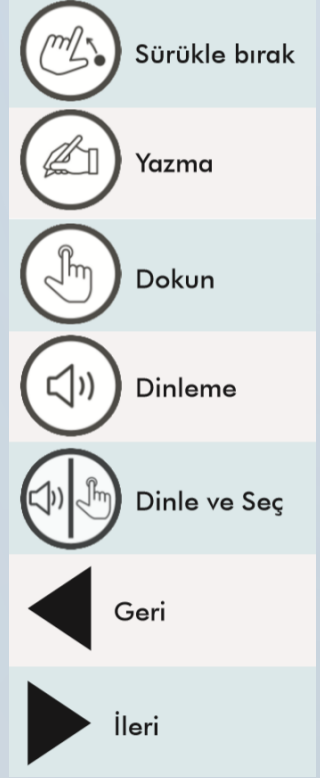 Sürükle bırak
Yazma
Dokun
Dinleme
Dinle ve Seç
Geri
İleri